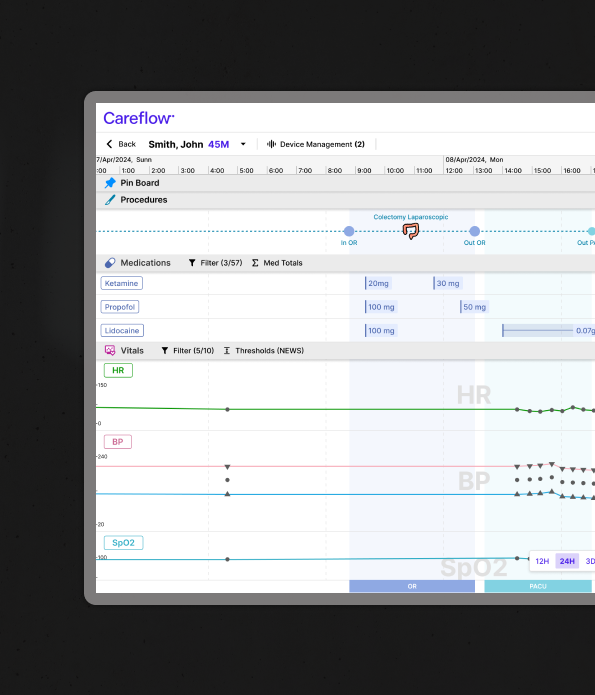 Careflow
Back Smith, John 45M Device Management (2)
7/Apr/2024, Sunn 08/Apr/2024, Mon
:00 1:00 2:00 3:00 4:00 5:00 6:00 7:00 8:00 9:00 10:00 11:00 12:00 13:00 14:00 15:00 16:00 1
Pin Board
Procedures
Colectomy Laparoscopic
In OR Out OR Out P
Medications Filter (3/57) Σ Med Totals
Ketamine 20mg 30 mg
Propofol 100 mg 50 mg
Lidocaine 100 mg 0.07g
Vitals Filter (5/10) Thresholds (NEWS)
HR
150
HR
0
BP
240
BP
20
SpO2
100
SpO2
12H 24H 3D
OR PACU